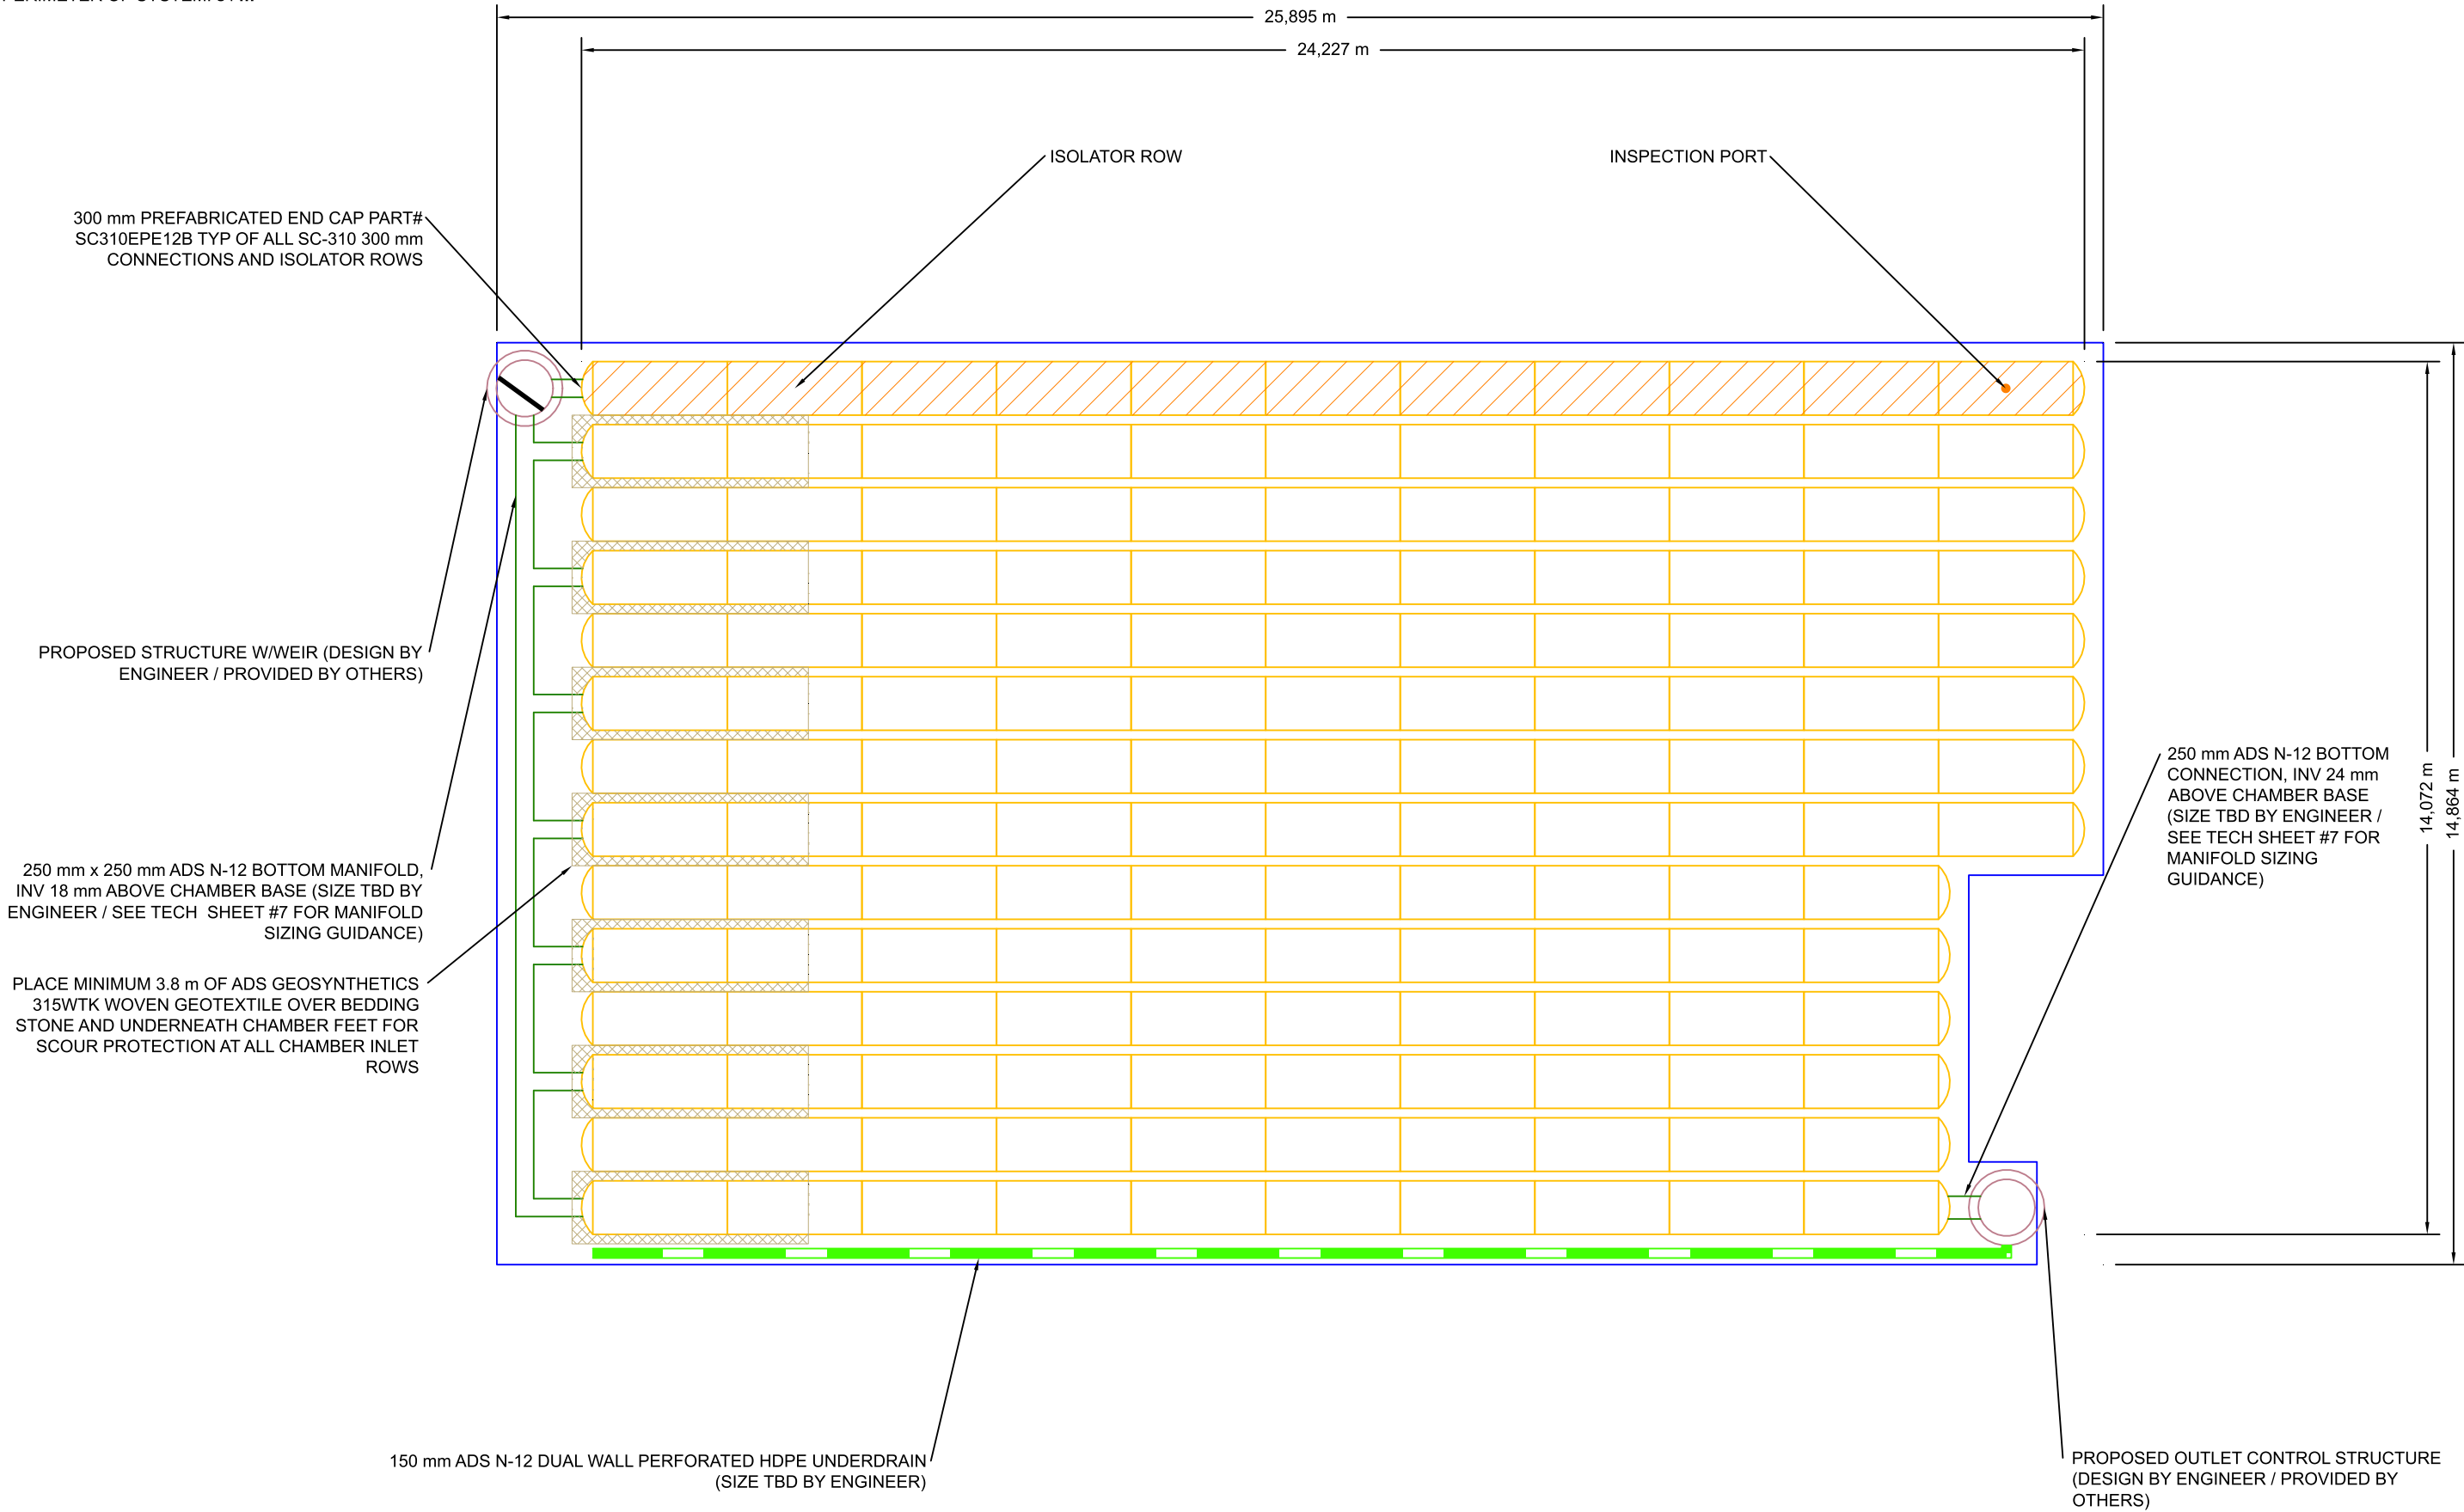 25,895 m
24,227 m
ISOLATOR ROW
INSPECTION PORT
300 mm PREFABRICATED END CAP PART#
SC310EPE12B TYP OF ALL SC-310 300 mm
CONNECTIONS AND ISOLATOR ROWS
PROPOSED STRUCTURE W/WEIR (DESIGN BY
ENGINEER / PROVIDED BY OTHERS)
250 mm x 250 mm ADS N-12 BOTTOM MANIFOLD,
INV 18 mm ABOVE CHAMBER BASE (SIZE TBD BY
ENGINEER / SEE TECH SHEET #7 FOR MANIFOLD
SIZING GUIDANCE)
PLACE MINIMUM 3.8 m OF ADS GEOSYNTHETICS
315WTK WOVEN GEOTEXTILE OVER BEDDING
STONE AND UNDERNEATH CHAMBER FEET FOR
SCOUR PROTECTION AT ALL CHAMBER INLET
ROWS
250 mm ADS N-12 BOTTOM
CONNECTION, INV 24 mm
ABOVE CHAMBER BASE
(SIZE TBD BY ENGINEER /
SEE TECH SHEET #7 FOR
MANIFOLD SIZING
GUIDANCE)
14,072 m
14,864 m
150 mm ADS N-12 DUAL WALL PERFORATED HDPE UNDERDRAIN
(SIZE TBD BY ENGINEER)
PROPOSED OUTLET CONTROL STRUCTURE
(DESIGN BY ENGINEER / PROVIDED BY
OTHERS)